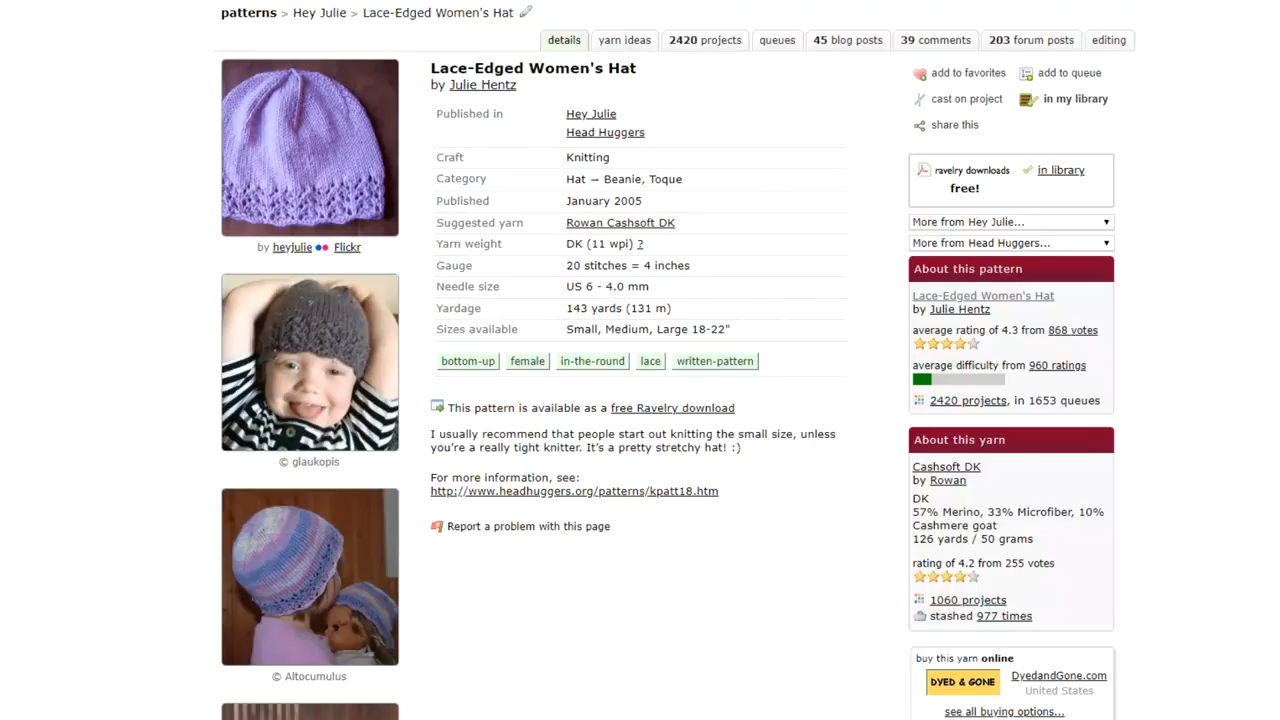 patterns > Hey Julie > Lace-Edged Women's Hat
details yarn ideas 2420 projects queues 45 blog posts 39 comments 203 forum posts editing
Lace-Edged Women's Hat
by Julie Hentz
Published in Hey Julie
Head Huggers
Craft Knitting
Category Hat → Beanie, Toque
Published January 2005
Suggested yarn Rowan Cashsoft DK
Yarn weight DK (11 wpi) ?
Gauge 20 stitches = 4 inches
Needle size US 6 - 4.0 mm
Yardage 143 yards (131 m)
Sizes available Small, Medium, Large 18-22"
bottom-up female in-the-round lace written-pattern
This pattern is available as a free Ravelry download
I usually recommend that people start out knitting the small size, unless
you're a really tight knitter. It's a pretty stretchy hat! :)
For more information, see:
http://www.headhuggers.org/patterns/kpatt18.htm
Report a problem with this page
by heyjulie Flickr
© glaukopis
© Altocumulus
add to favorites add to queue
cast on project in my library
share this
ravelry downloads in library
free!
More from Hey Julie...
More from Head Huggers...
About this pattern
Lace-Edged Women's Hat
by Julie Hentz
average rating of 4.3 from 868 votes
average difficulty from 960 ratings
2420 projects, in 1653 queues
About this yarn
Cashsoft DK
by Rowan
DK
57% Merino, 33% Microfiber, 10%
Cashmere goat
126 yards / 50 grams
rating of 4.2 from 255 votes
1060 projects
stashed 977 times
buy this yarn online
DYED & GONE DyedandGone.com
United States
see all buying options...